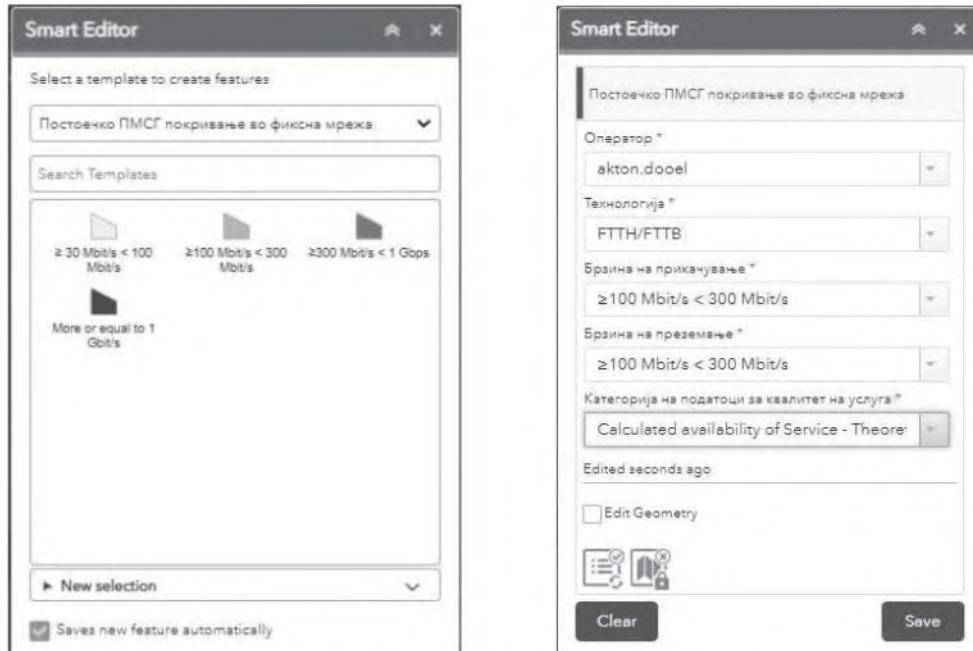 Smart Editor
Select a template to create features
Постоечко ПМСГ покривање во фиксна мрежа
Search Templates
≥ 30 Mbit/s < 100
Mbit/s
≥100 Mbit/s < 300
Mbit/s
≥300 Mbit/s < 1 Gbps
More or equal to 1
Gbit/s
New selection
Saves new feature automatically
Smart Editor
Постоечко ПМСГ покривање во фиксна мрежа
Оператор *
akton.dooel
Технологија *
FTTH/FTTB
Брзина на прикачување *
≥100 Mbit/s < 300 Mbit/s
Брзина на преземање *
≥100 Mbit/s < 300 Mbit/s
Категорија на податоци за квалитет на услуга *
Calculated availability of Service - Theoret
Edited seconds ago
Edit Geometry
Clear
Save